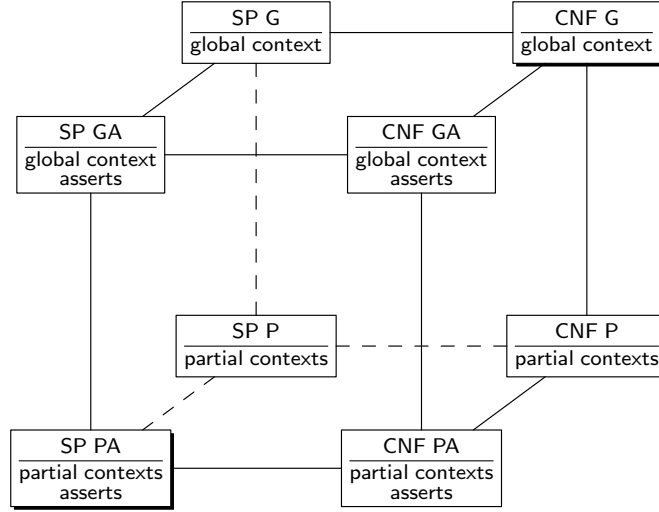 SP G
global context
CNF G
global context
SP GA
global context
asserts
CNF GA
global context
asserts
SP P
partial contexts
CNF P
partial contexts
SP PA
partial contexts
asserts
CNF PA
partial contexts
asserts